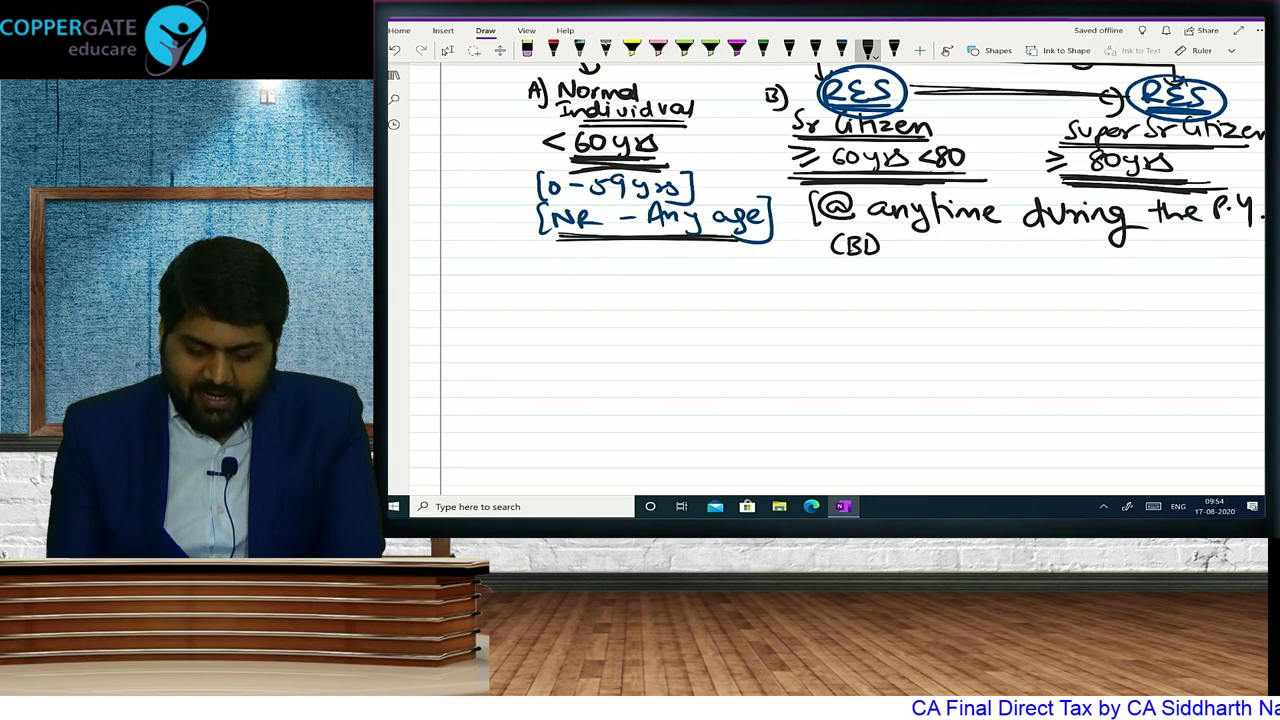 COPPERGATE
educare
Home Insert Draw View Help
Saved offline Share
Shapes Ink to Shape Ink to Text Ruler
A) Normal
Individual
< 60 yrs
[0 - 59 yrs]
[NR - Any age]
B) RES
Sr Citizen
≥ 60 yrs < 80
C) RES
Super Sr Citizen
≥ 80 yrs
[@ anytime during the P.Y.
CBD
Type here to search
ENG
09:54
17-08-2020
CA Final Direct Tax by CA Siddharth Na